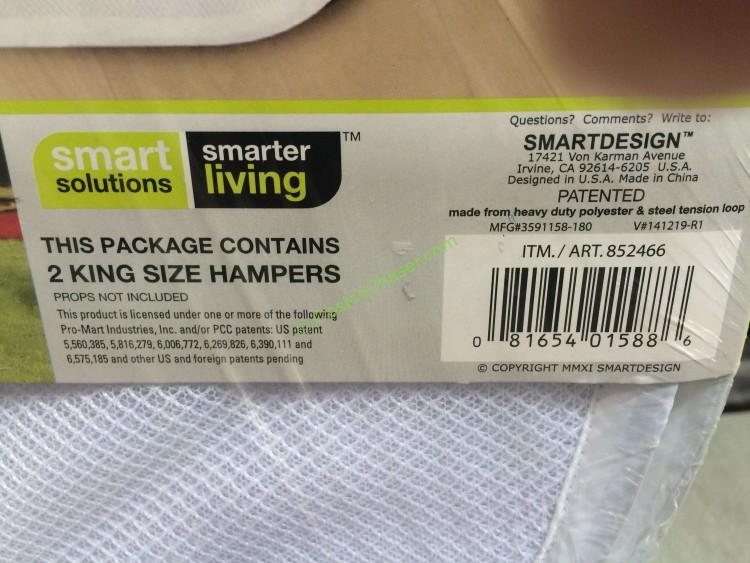 smart
solutions
smarter
living
TM
THIS PACKAGE CONTAINS
2 KING SIZE HAMPERS
PROPS NOT INCLUDED
This product is licensed under one or more of the following
Pro-Mart Industries, Inc. and/or PCC patents: US patent
5,560,385, 5,816,279, 6,006,772, 6,269,826, 6,390,111 and
6,575,185 and other US and foreign patents pending
Questions? Comments? Write to:
SMARTDESIGN™
17421 Von Karman Avenue
Irvine, CA 92614-6205 U.S.A.
Designed in U.S.A. Made in China
PATENTED
made from heavy duty polyester & steel tension loop
MFG#3591158-180 V#141219-R1
ITM./ART. 852466
0 81654 01588 6
© COPYRIGHT MMXI SMARTDESIGN